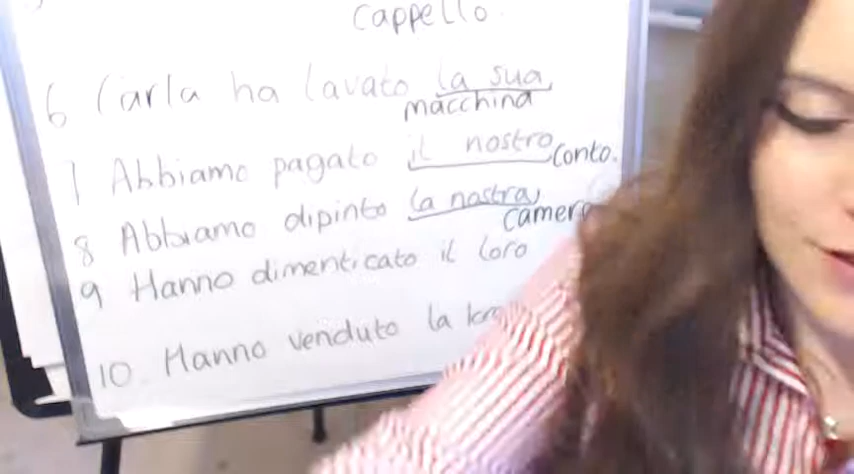 cappello.
6 Carla ha lavato la sua
macchina
7 Abbiamo pagato il nostro
conto.
8 Abbiamo dipinto la nostra
camera
9 Hanno dimenticato il loro
10 Hanno venduto la